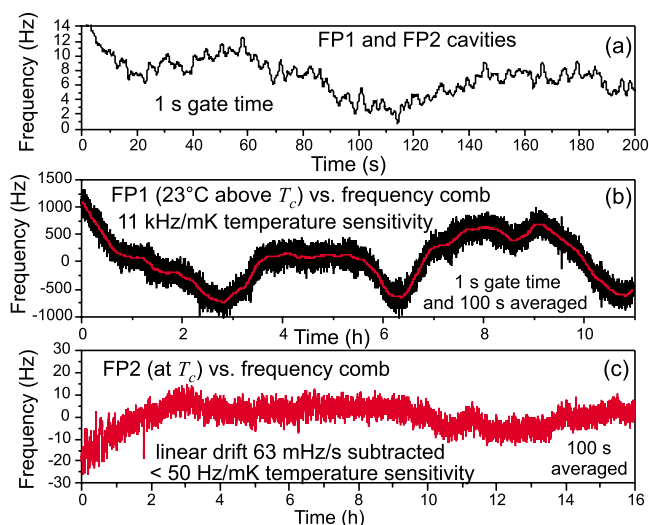 14
12
10
8
6
4
2
0
Frequency (Hz)
FP1 and FP2 cavities
(a)
1 s gate time
0 20 40 60 80 100 120 140 160 180 200
Time (s)
1500
1000
500
0
-500
-1000
Frequency (Hz)
FP1 (23°C above Tc) vs. frequency comb
(b)
11 kHz/mK temperature sensitivity
1 s gate time
and 100 s averaged
0 2 4 6 8 10
Time (h)
30
20
10
0
-10
-20
-30
Frequency (Hz)
FP2 (at Tc) vs. frequency comb
(c)
linear drift 63 mHz/s subtracted
< 50 Hz/mK temperature sensitivity
100 s
averaged
0 2 4 6 8 10 12 14 16
Time (h)